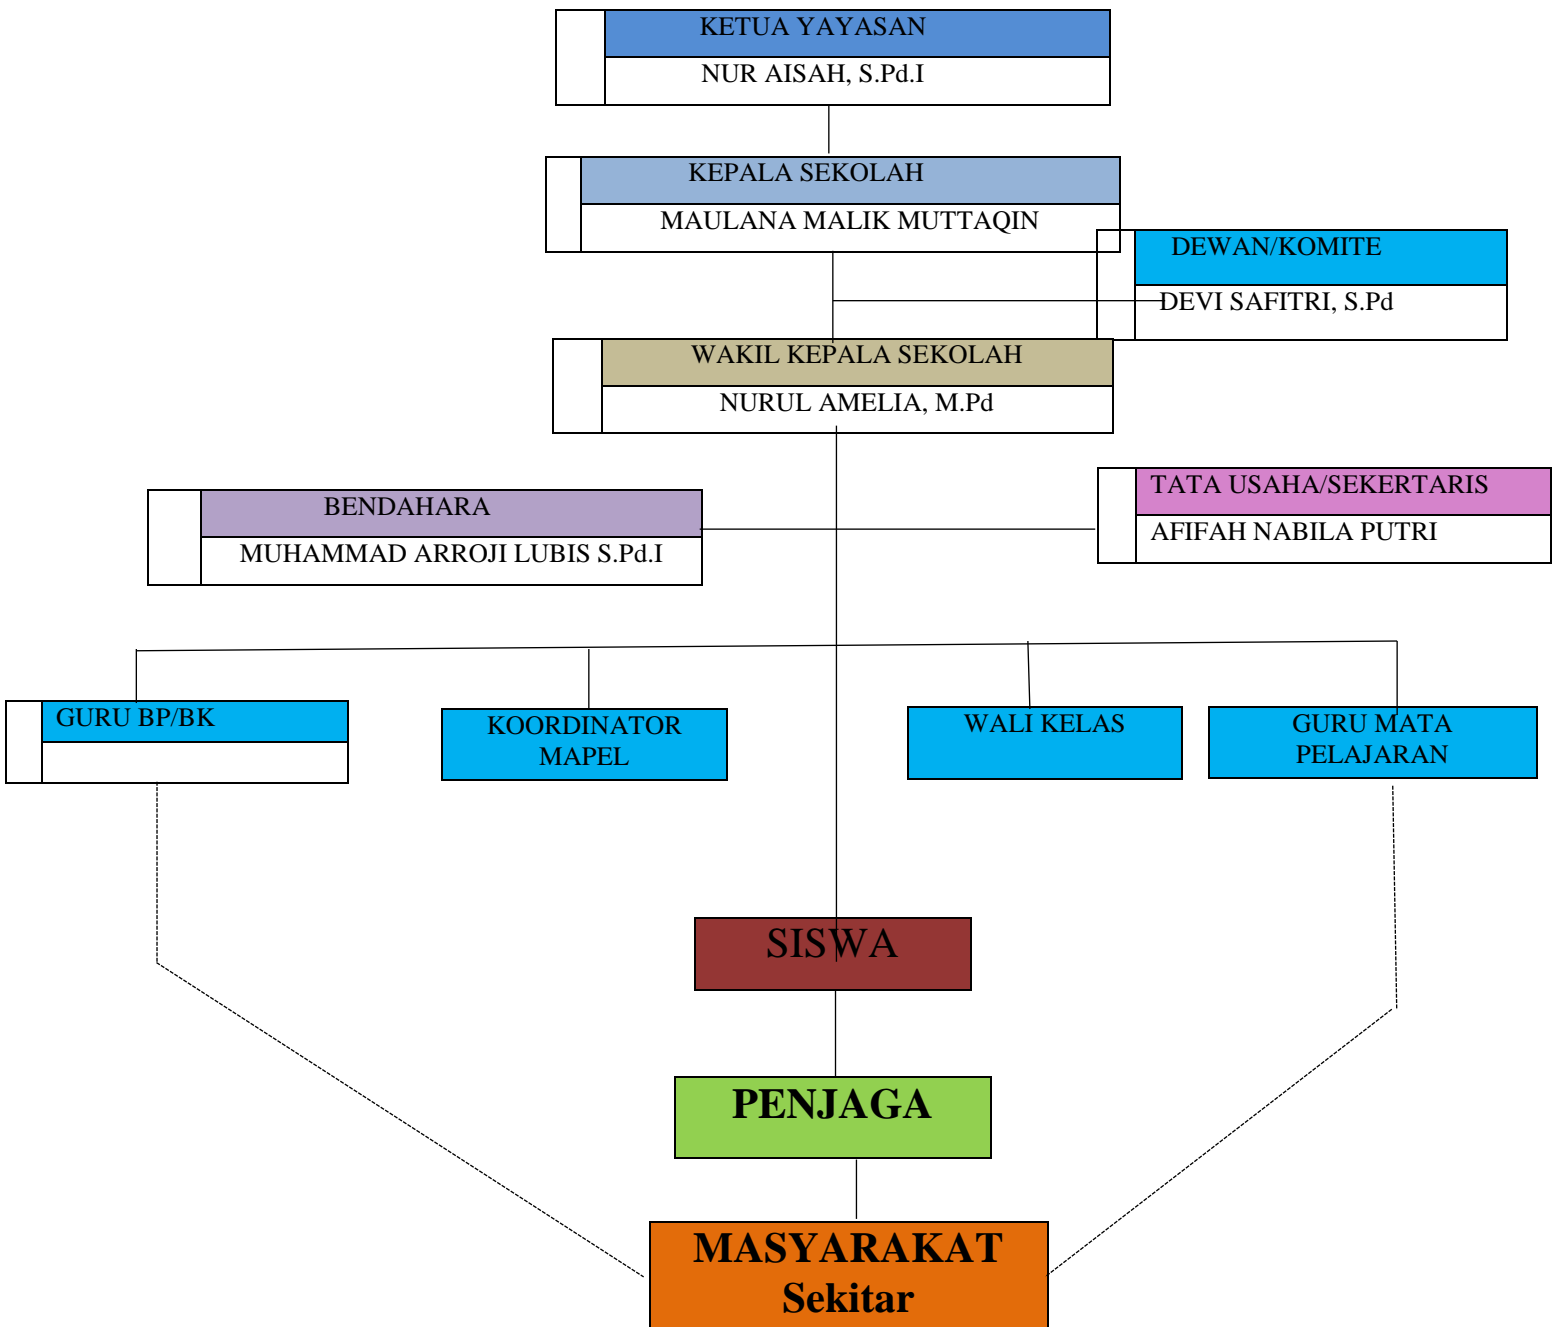 KETUA YAYASAN
NUR AISAH, S.Pd.I
KEPALA SEKOLAH
MAULANA MALIK MUTTAQIN
DEWAN/KOMITE
DEVI SAFITRI, S.Pd
WAKIL KEPALA SEKOLAH
NURUL AMELIA, M.Pd
BENDAHARA
MUHAMMAD ARROJI LUBIS S.Pd.I
TATA USAHA/SEKERTARIS
AFIFAH NABILA PUTRI
GURU BP/BK
KOORDINATOR
MAPEL
WALI KELAS
GURU MATA
PELAJARAN
SISWA
PENJAGA
MASYARAKAT
Sekitar